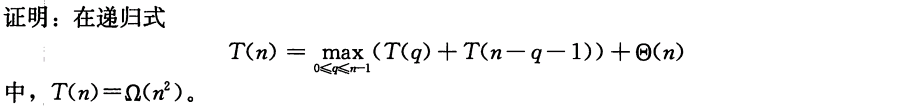 证明：在递归式
T(n) = max_{0≤q≤n-1}(T(q)+T(n-q-1))+Θ(n)
中，T(n)=Ω(n²)。